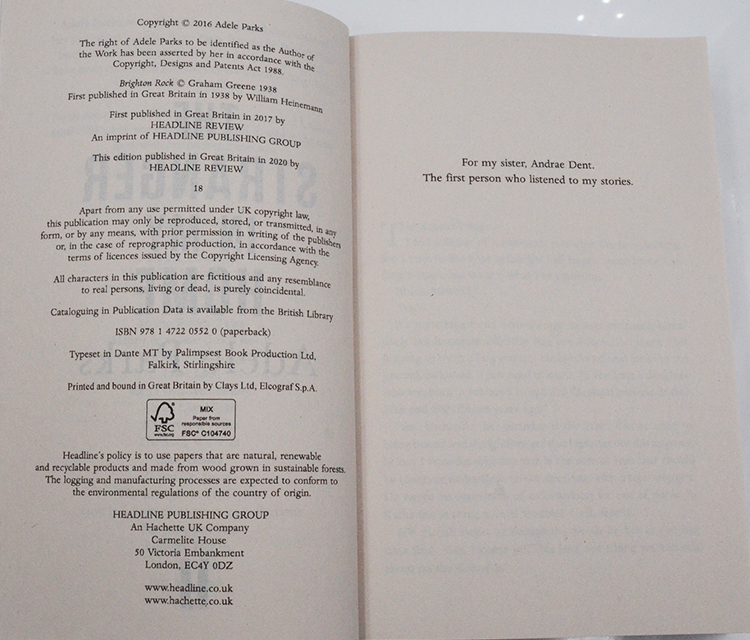 Copyright © 2016 Adele Parks
The right of Adele Parks to be identified as the Author of
the Work has been asserted by her in accordance with the
Copyright, Designs and Patents Act 1988.
Brighton Rock © Graham Greene 1938
First published in Great Britain in 1938 by William Heinemann
First published in Great Britain in 2017 by
HEADLINE REVIEW
An imprint of HEADLINE PUBLISHING GROUP
This edition published in Great Britain in 2020 by
HEADLINE REVIEW
18
Apart from any use permitted under UK copyright law,
this publication may only be reproduced, stored, or transmitted, in any
form, or by any means, with prior permission in writing of the publishers
or, in the case of reprographic production, in accordance with the
terms of licences issued by the Copyright Licensing Agency.
All characters in this publication are fictitious and any resemblance
to real persons, living or dead, is purely coincidental.
Cataloguing in Publication Data is available from the British Library
ISBN 978 1 4722 0552 0 (paperback)
Typeset in Dante MT by Palimpsest Book Production Ltd,
Falkirk, Stirlingshire
Printed and bound in Great Britain by Clays Ltd, Elcograf S.p.A.
FSC
www.fsc.org
MIX
Paper from
responsible sources
FSC® C104740
Headline's policy is to use papers that are natural, renewable
and recyclable products and made from wood grown in sustainable forests.
The logging and manufacturing processes are expected to conform to
the environmental regulations of the country of origin.
HEADLINE PUBLISHING GROUP
An Hachette UK Company
Carmelite House
50 Victoria Embankment
London, EC4Y 0DZ
www.headline.co.uk
www.hachette.co.uk
For my sister, Andrae Dent.
The first person who listened to my stories.